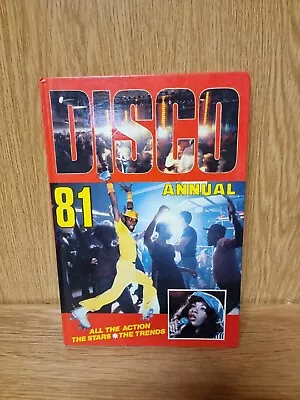 DISCO
ANNUAL
81
ALL THE ACTION
THE STARS * THE TRENDS